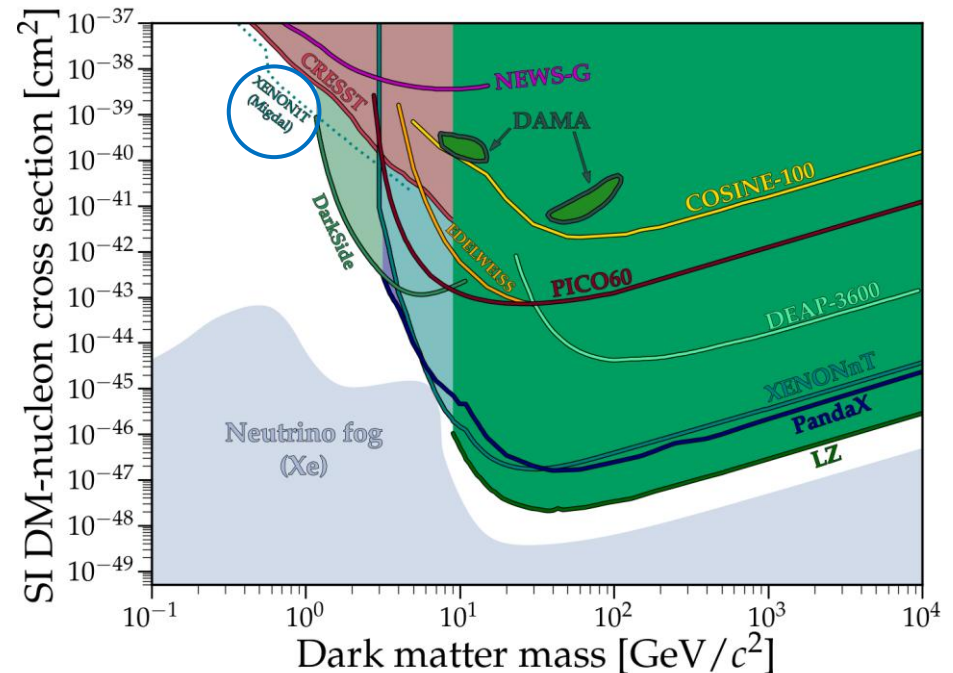 SI DM-nucleon cross section [cm²]
10⁻³⁷
10⁻³⁸
10⁻³⁹
10⁻⁴⁰
10⁻⁴¹
10⁻⁴²
10⁻⁴³
10⁻⁴⁴
10⁻⁴⁵
10⁻⁴⁶
10⁻⁴⁷
10⁻⁴⁸
10⁻⁴⁹
NEWS-G
CRESST
XENON1T
(Migdal)
DAMA
COSINE-100
DarkSide
EDELWEISS
PICO60
DEAP-3600
XENONnT
PandaX
LZ
Neutrino fog
(Xe)
10⁻¹
10⁰
10¹
10²
10³
10⁴
Dark matter mass [GeV/c²]